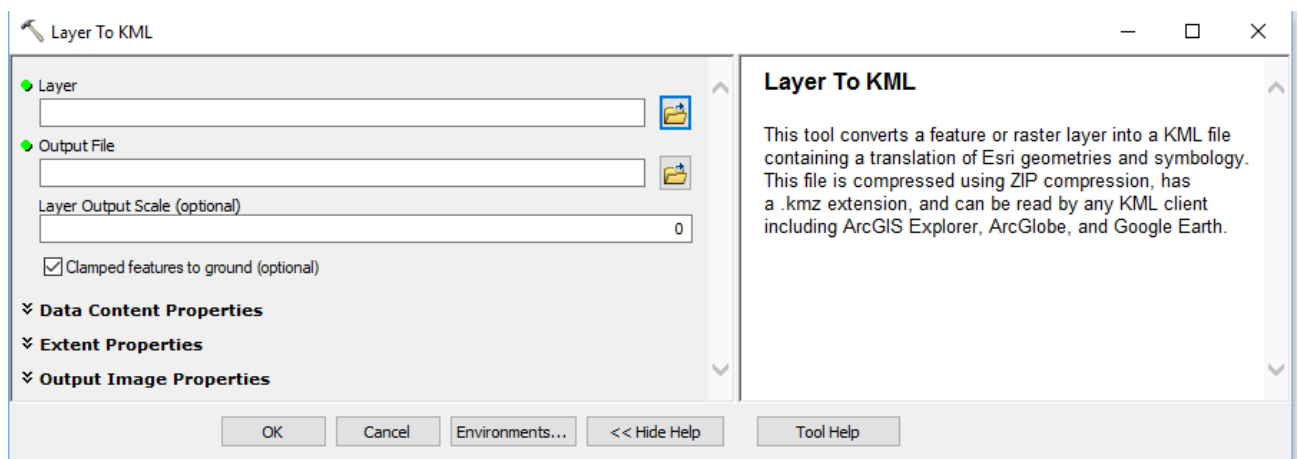 Layer To KML
Layer
Output File
Layer Output Scale (optional)
0
Clamped features to ground (optional)
Data Content Properties
Extent Properties
Output Image Properties
Layer To KML
This tool converts a feature or raster layer into a KML file
containing a translation of Esri geometries and symbology.
This file is compressed using ZIP compression, has
a .kmz extension, and can be read by any KML client
including ArcGIS Explorer, ArcGlobe, and Google Earth.
OK
Cancel
Environments...
<< Hide Help
Tool Help